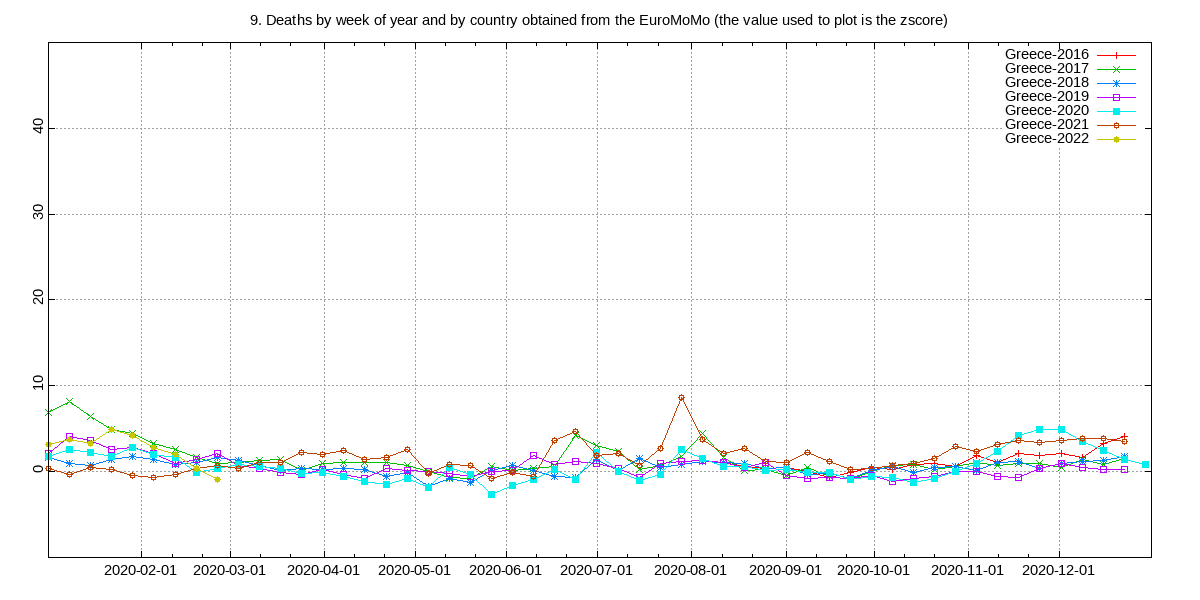 9. Deaths by week of year and by country obtained from the EuroMoMo (the value used to plot is the zscore)
Greece-2016
Greece-2017
Greece-2018
Greece-2019
Greece-2020
Greece-2021
Greece-2022
40
30
20
10
0
2020-02-01 2020-03-01 2020-04-01 2020-05-01 2020-06-01 2020-07-01 2020-08-01 2020-09-01 2020-10-01 2020-11-01 2020-12-01